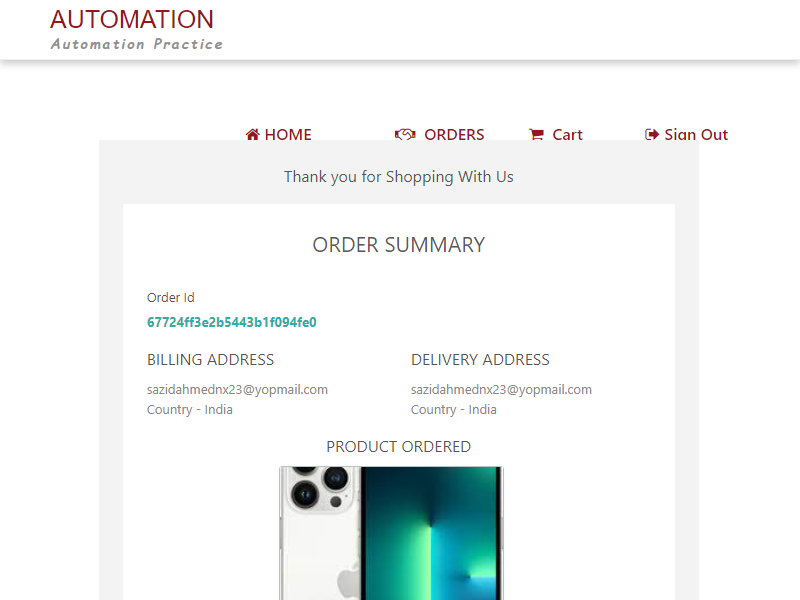 AUTOMATION
Automation Practice
HOME
ORDERS
Cart
Sign Out
Thank you for Shopping With Us
ORDER SUMMARY
Order Id
67724ff3e2b5443b1f094fe0
BILLING ADDRESS
DELIVERY ADDRESS
sazidahmednx23@yopmail.com
sazidahmednx23@yopmail.com
Country - India
Country - India
PRODUCT ORDERED